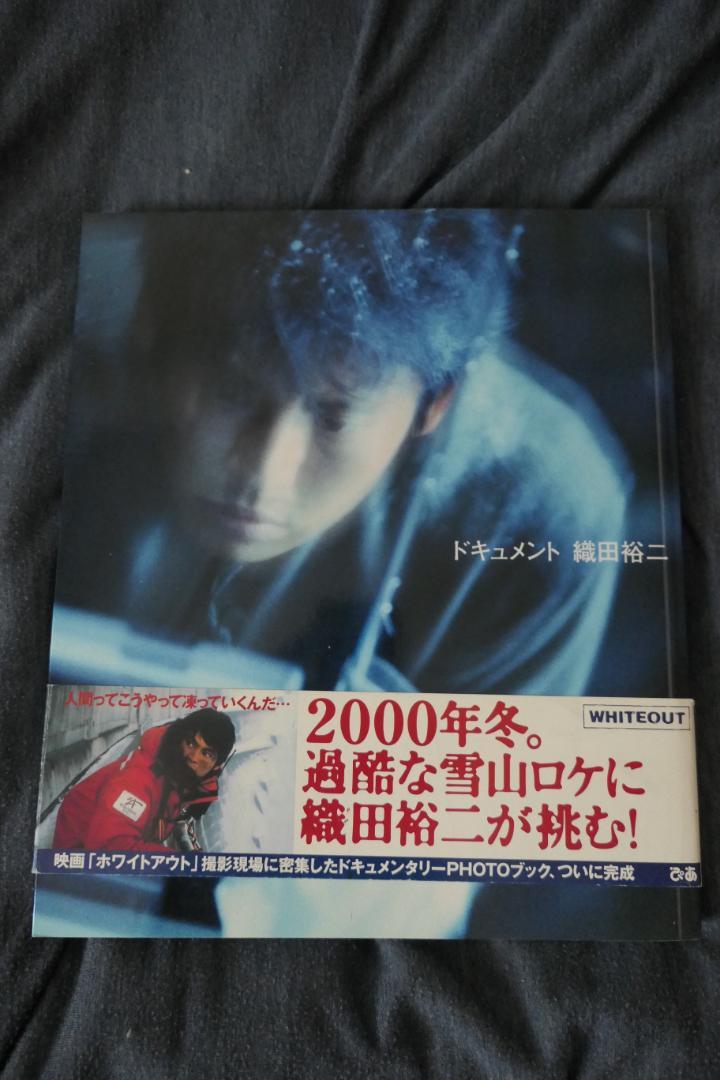 ドキュメント 織田裕二
人間ってこうやって凍っていくんだ…
WHITEOUT
2000年冬。
過酷な雪山ロケに
織田裕二が挑む!
映画「ホワイトアウト」撮影現場に密集したドキュメンタリーPHOTOブック、ついに完成
ぴあ